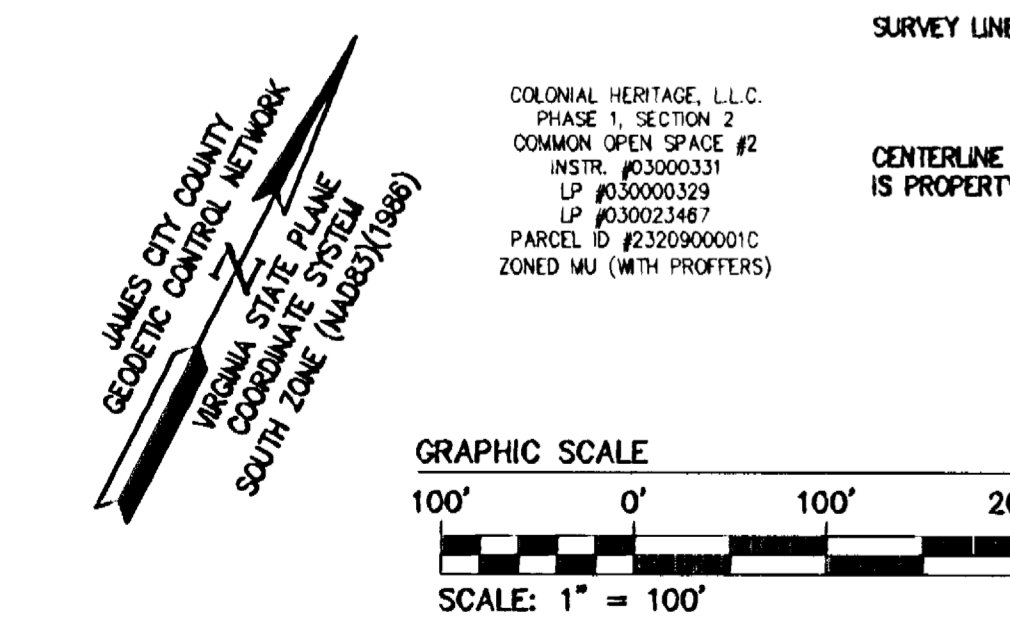 SURVEY LINE
COLONIAL HERITAGE, L.L.C.
PHASE 1, SECTION 2
COMMON OPEN SPACE #2
INSTR. #03000331
LP #030000329
LP #030023467
PARCEL ID #2320900001C
ZONED MU (WITH PROFFERS)
CENTERLINE
IS PROPERTY
JAMES CITY COUNTY
GEODETIC CONTROL NETWORK
N
VIRGINIA STATE PLANE
COORDINATE SYSTEM
SOUTH ZONE (NAD83)(1986)
GRAPHIC SCALE
100' 0' 100'
SCALE: 1" = 100'